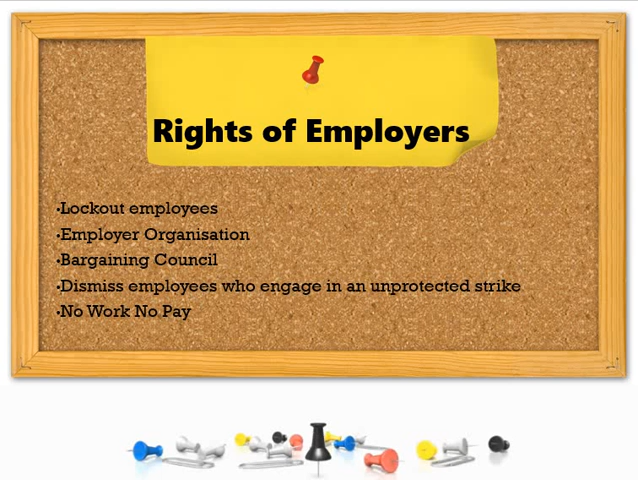 Rights of Employers
•Lockout employees
•Employer Organisation
•Bargaining Council
•Dismiss employees who engage in an unprotected strike
•No Work No Pay